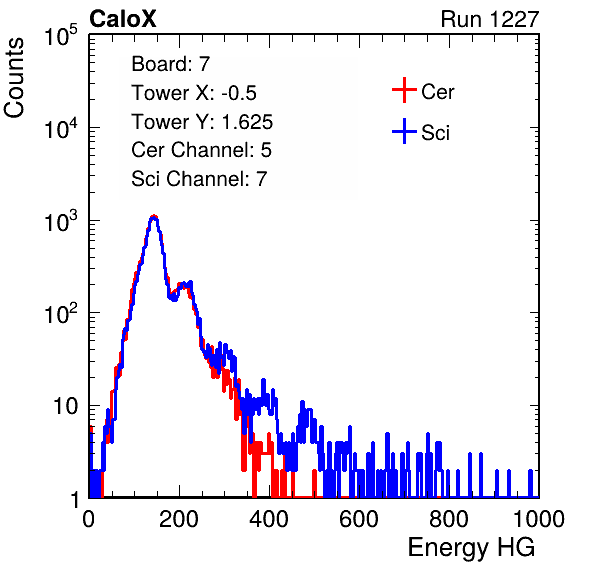 CaloX Run 1227
Counts
Board: 7
Tower X: -0.5
Tower Y: 1.625
Cer Channel: 5
Sci Channel: 7
Cer
Sci
10^5
10^4
10^3
10^2
10
1
0 200 400 600 800 1000
Energy HG